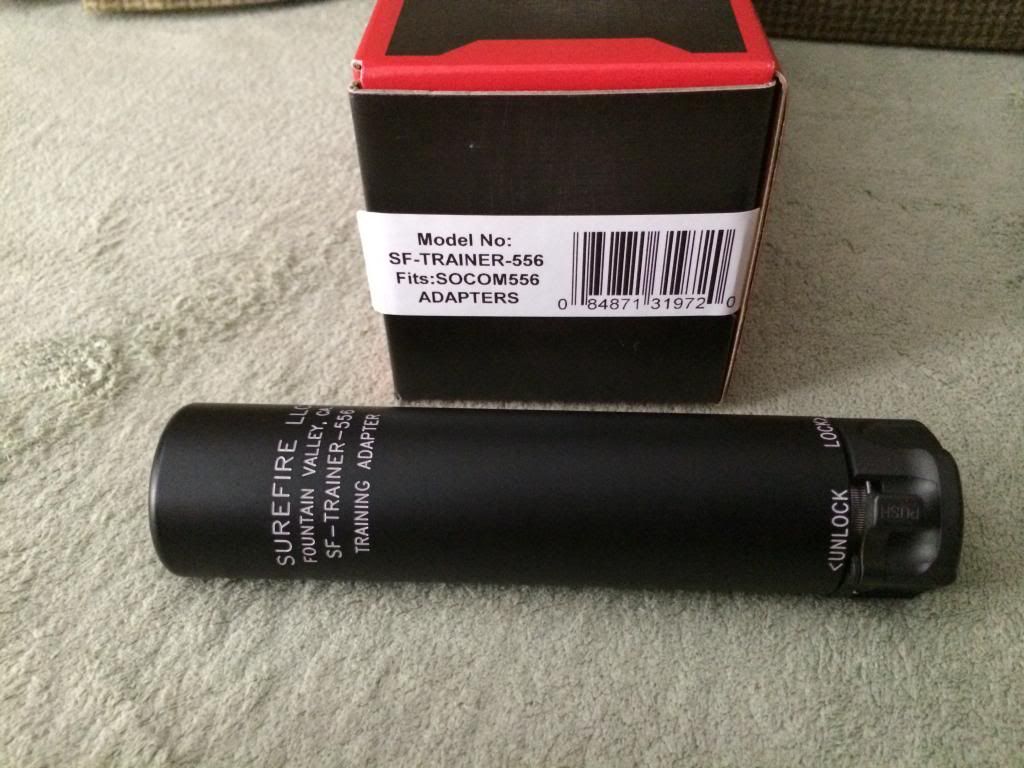 Model No:
SF-TRAINER-556
Fits:SOCOM556
ADAPTERS
0 84871 31972 0
SUREFIRE LLC
FOUNTAIN VALLEY, CA
SF-TRAINER-556
TRAINING ADAPTER
LOCK>
<UNLOCK
PUSH